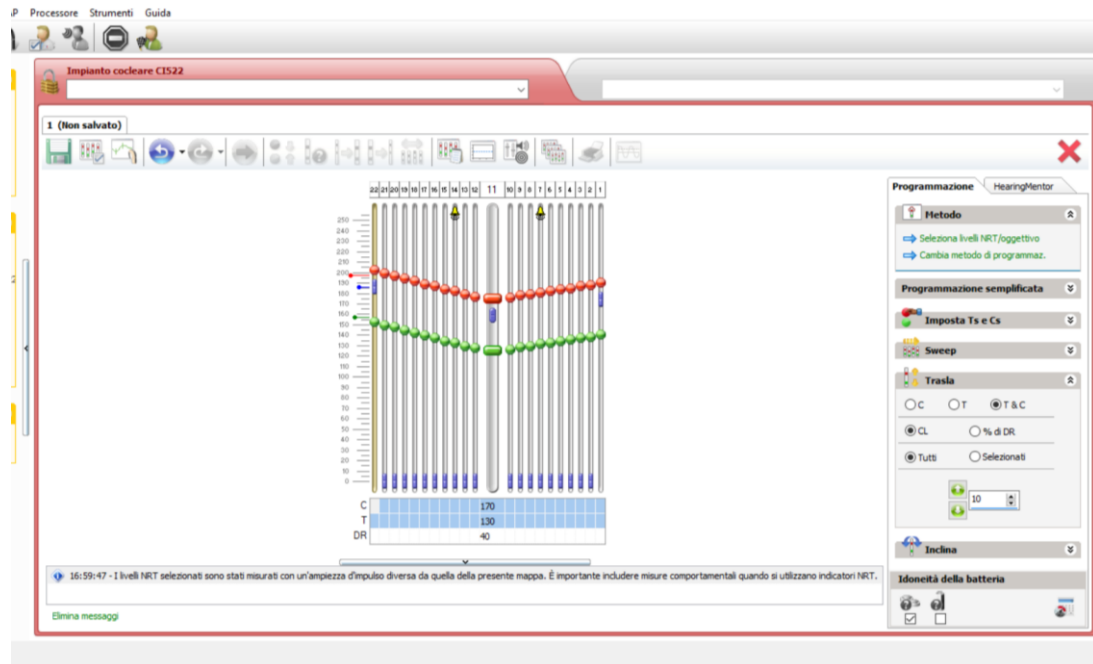 Processore Strumenti Guida
Impianto cocleare CI522
1 (Non salvato)
22 21 20 19 18 17 16 15 14 13 12 11 10 9 8 7 6 5 4 3 2 1
250
240
230
220
210
200
190
180
170
160
150
140
130
120
110
100
90
80
70
60
50
40
30
20
10
0
C 170
T 130
DR 40
16:59:47 - I livelli NRT selezionati sono stati misurati con un'ampiezza d'impulso diversa da quella della presente mappa. È importante includere misure comportamentali quando si utilizzano indicatori NRT.
Elimina messaggi
Programmazione HearingMentor
Metodo
Seleziona livelli NRT/oggettivo
Cambia metodo di programmaz.
Programmazione semplificata
Imposta Ts e Cs
Sweep
Trasla
C T T & C
CL % di DR
Tutti Selezionati
10
Inclina
Idoneità della batteria